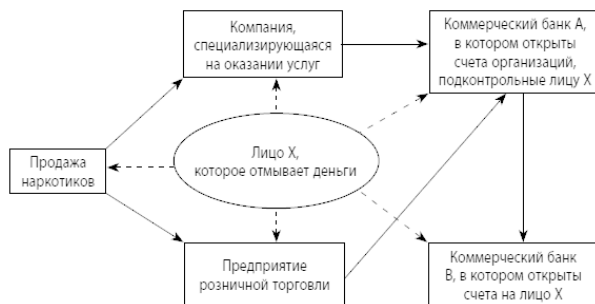 Компания,
специализирующаяся
на оказании услуг
Коммерческий банк А,
в котором открыты
счета организаций,
подконтрольные лицу X
Продажа
наркотиков
Лицо X,
которое отмывает деньги
Предприятие
розничной торговли
Коммерческий банк
В, в котором открыты
счета на лицо X